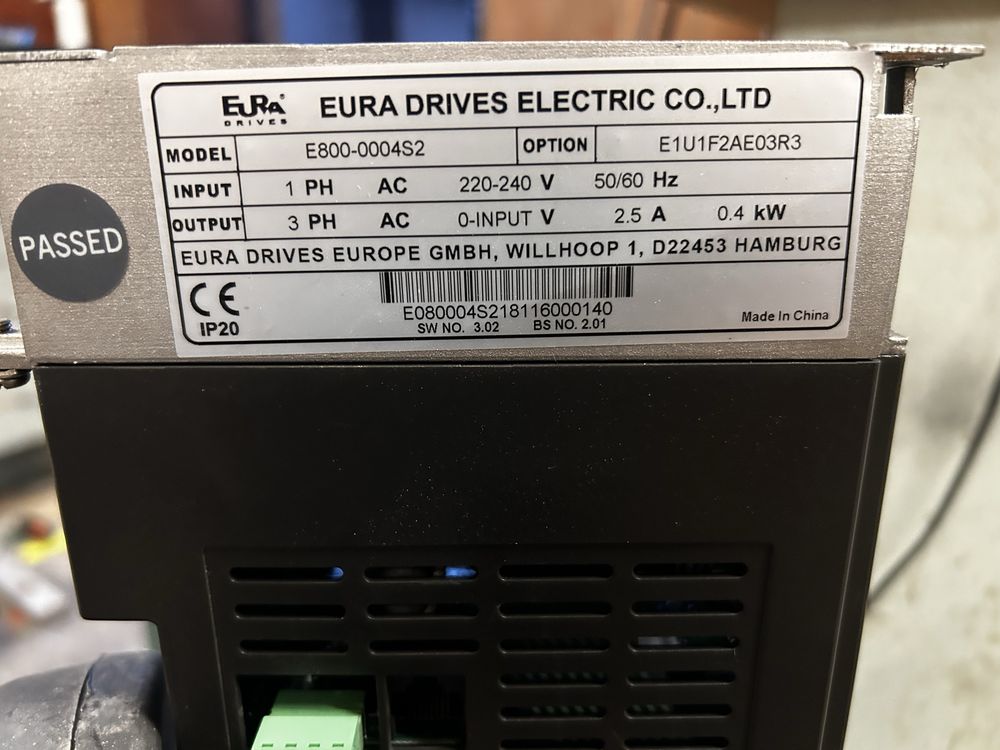 EURA DRIVES
EURA DRIVES ELECTRIC CO.,LTD
MODEL E800-0004S2 OPTION E1U1F2AE03R3
INPUT 1 PH AC 220-240 V 50/60 Hz
OUTPUT 3 PH AC 0-INPUT V 2.5 A 0.4 kW
EURA DRIVES EUROPE GMBH, WILLHOOP 1, D22453 HAMBURG
PASSED
CE
IP20
E080004S218116000140
SW NO. 3.02 BS NO. 2.01
Made In China